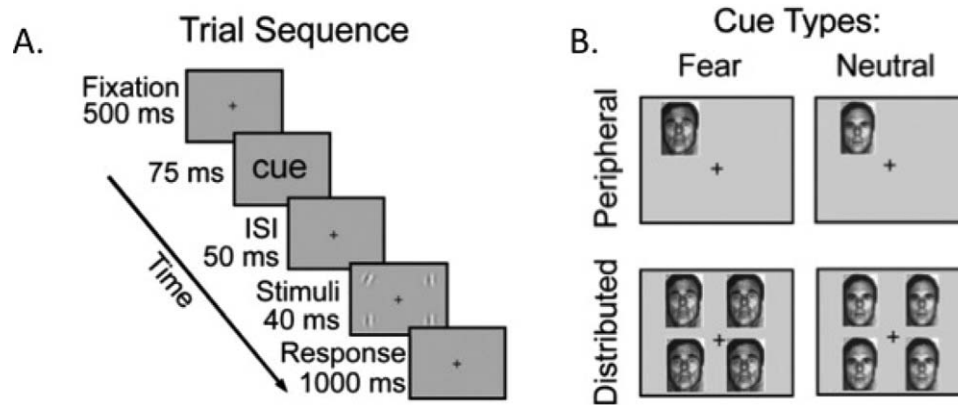 A.
Trial Sequence
Fixation
500 ms
75 ms
cue
ISI
50 ms
Stimuli
40 ms
Response
1000 ms
Time
B.
Cue Types:
Fear
Neutral
Peripheral
Distributed